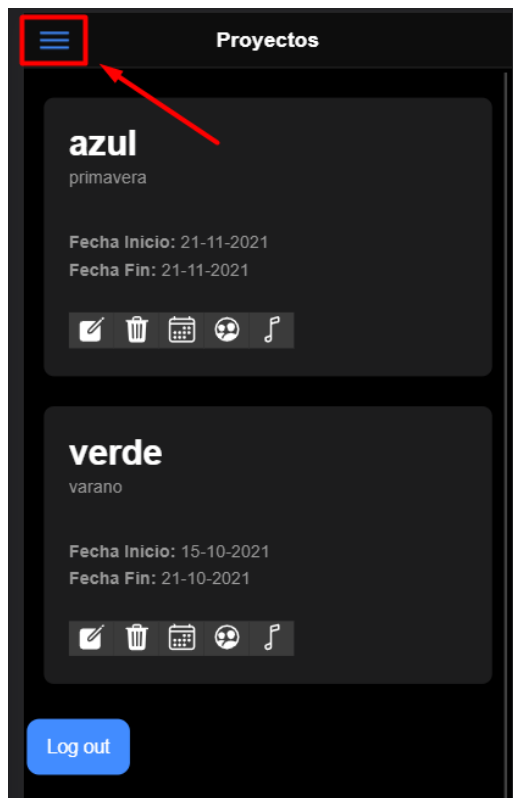 Proyectos
azul
primavera
Fecha Inicio: 21-11-2021
Fecha Fin: 21-11-2021
verde
varano
Fecha Inicio: 15-10-2021
Fecha Fin: 21-10-2021
Log out